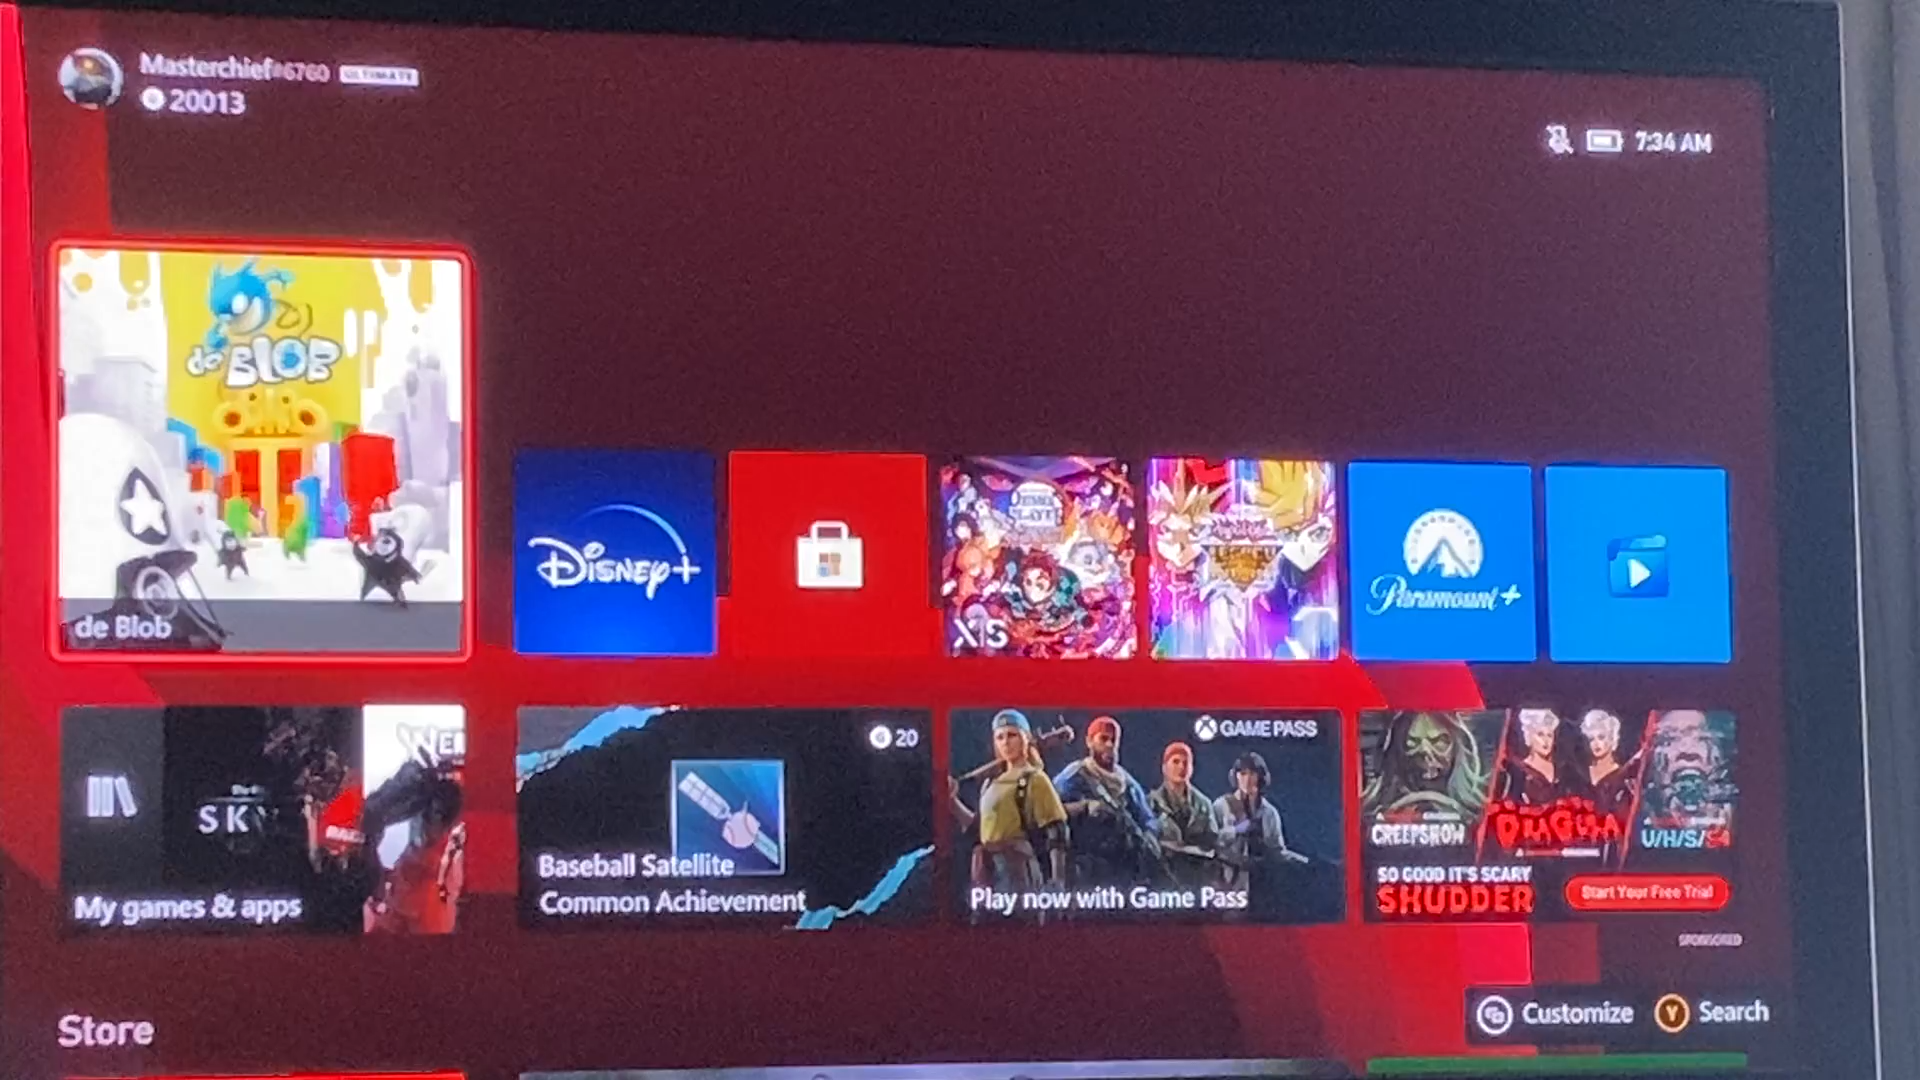 Masterchief#6760 ULTIMATE
20013
7:34 AM
de BLOB
de Blob
Disney+
X|S
Paramount+
My games & apps
20
Baseball Satellite
Common Achievement
GAME PASS
Play now with Game Pass
CREEPSHOW
DRAGULA
SO GOOD IT'S SCARY
SHUDDER
Start Your Free Trial
SPONSORED
Store
Customize
Y Search